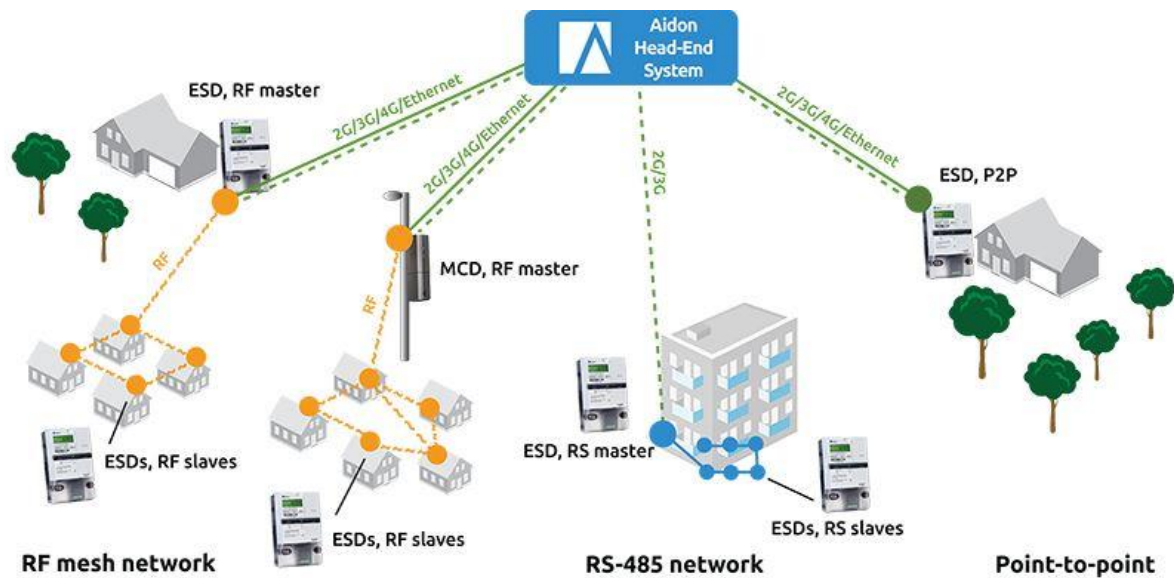 Aidon
Head-End
System
ESD, RF master
2G/3G/4G/Ethernet
2G/3G/4G/Ethernet
2G/3G
2G/3G/4G/Ethernet
ESD, P2P
RF
MCD, RF master
RF
ESDs, RF slaves
ESD, RS master
ESDs, RF slaves
ESDs, RS slaves
RF mesh network
RS-485 network
Point-to-point